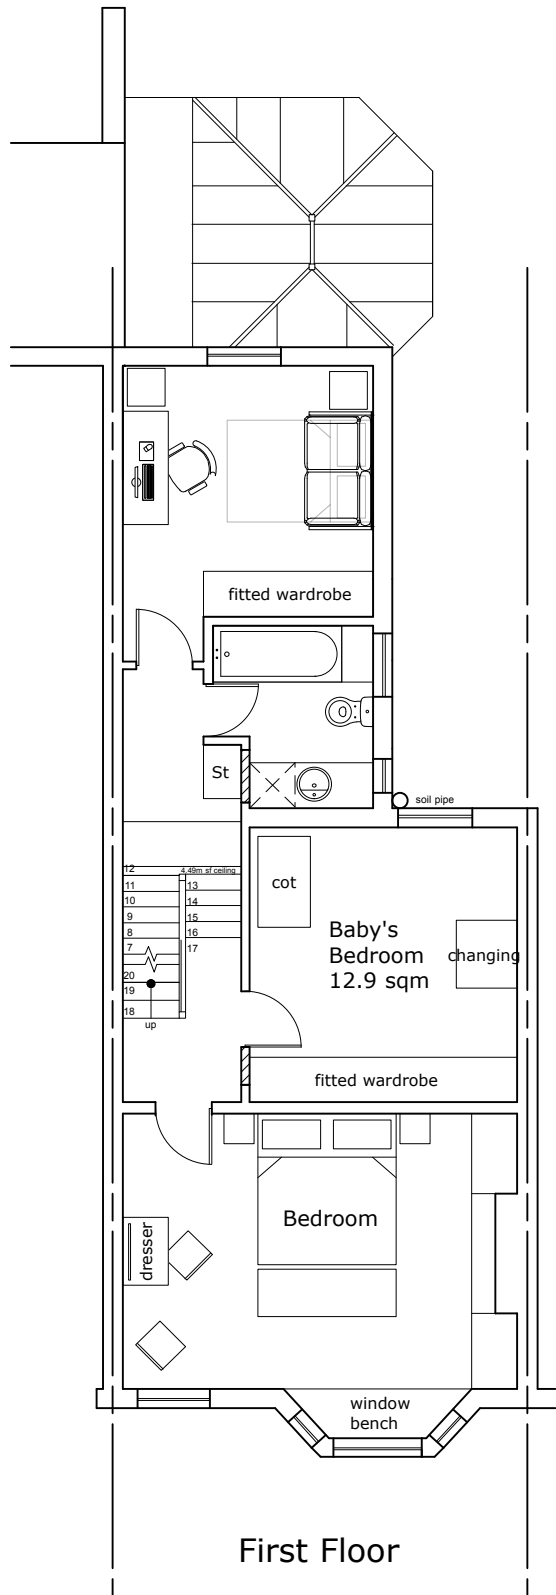 fitted wardrobe
St
soil pipe
4.49m sf ceiling
12
11
10
9
8
7
20
19
18
up
13
14
15
16
17
cot
Baby's
Bedroom
12.9 sqm
changing
fitted wardrobe
Bedroom
dresser
window
bench
First Floor